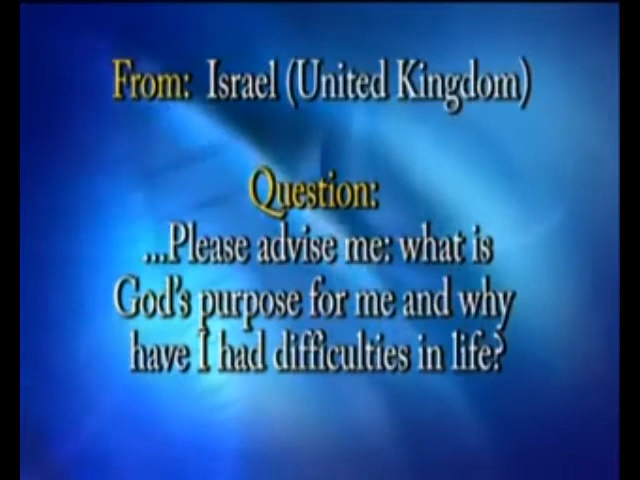 From: Israel (United Kingdom)
Question:
...Please advise me: what is
God's purpose for me and why
have I had difficulties in life?